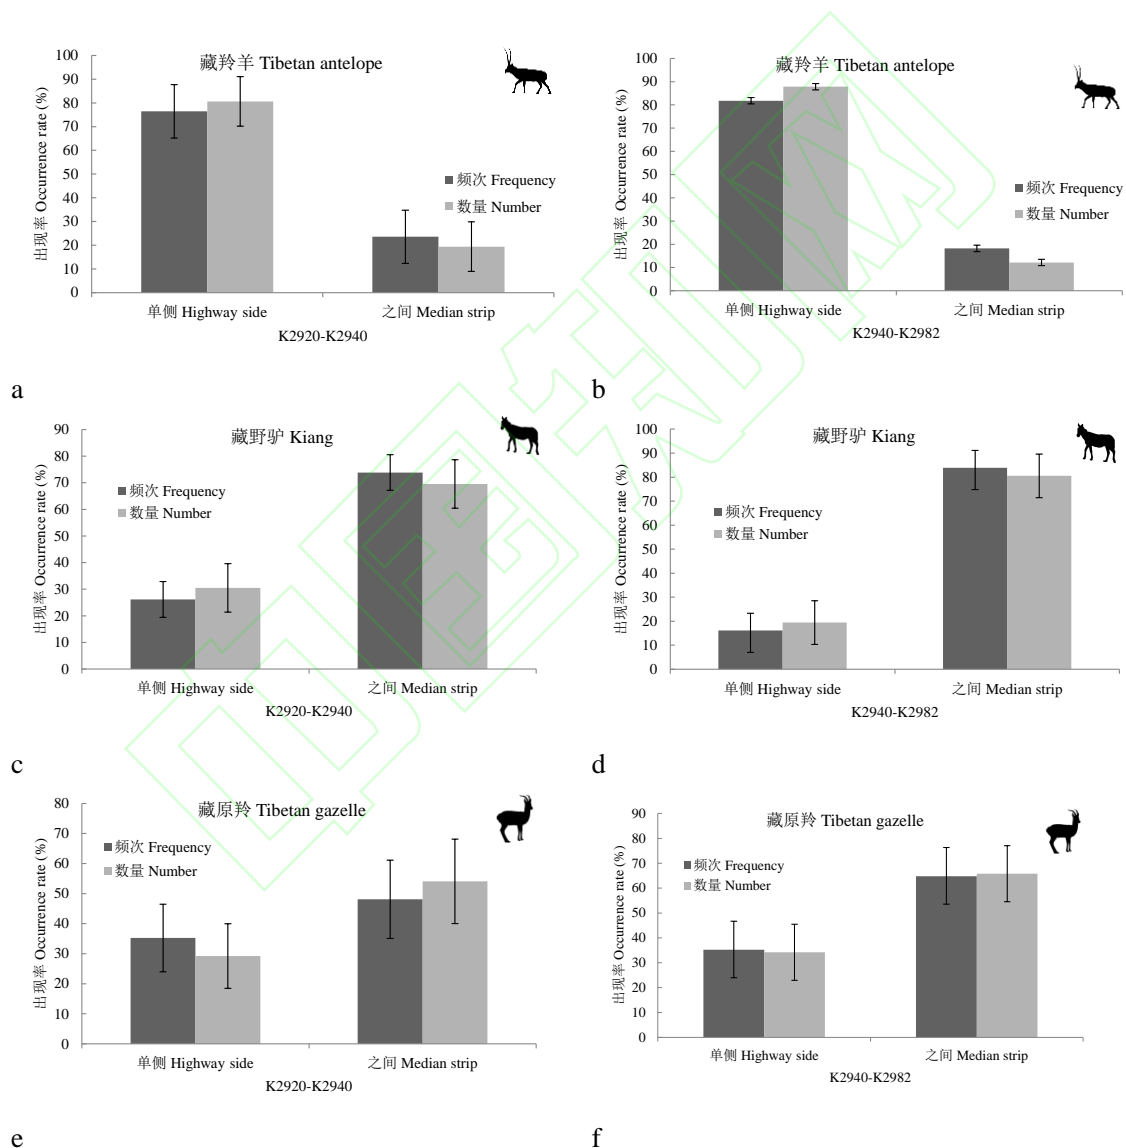 藏羚羊 Tibetan antelope
出现率 Occurrence rate (%)
100
90
80
70
60
50
40
30
20
10
0
频次 Frequency
数量 Number
单侧 Highway side
之间 Median strip
K2920-K2940
a
藏羚羊 Tibetan antelope
出现率 Occurrence rate (%)
100
90
80
70
60
50
40
30
20
10
0
频次 Frequency
数量 Number
单侧 Highway side
之间 Median strip
K2940-K2982
b
藏野驴 Kiang
出现率 Occurrence rate (%)
90
80
70
60
50
40
30
20
10
0
频次 Frequency
数量 Number
单侧 Highway side
之间 Median strip
K2920-K2940
c
藏野驴 Kiang
出现率 Occurrence rate (%)
100
90
80
70
60
50
40
30
20
10
0
频次 Frequency
数量 Number
单侧 Highway side
之间 Median strip
K2940-K2982
d
藏原羚 Tibetan gazelle
出现率 Occurrence rate (%)
80
70
60
50
40
30
20
10
0
频次 Frequency
数量 Number
单侧 Highway side
之间 Median strip
K2920-K2940
e
藏原羚 Tibetan gazelle
出现率 Occurrence rate (%)
90
80
70
60
50
40
30
20
10
0
频次 Frequency
数量 Number
单侧 Highway side
之间 Median strip
K2940-K2982
f